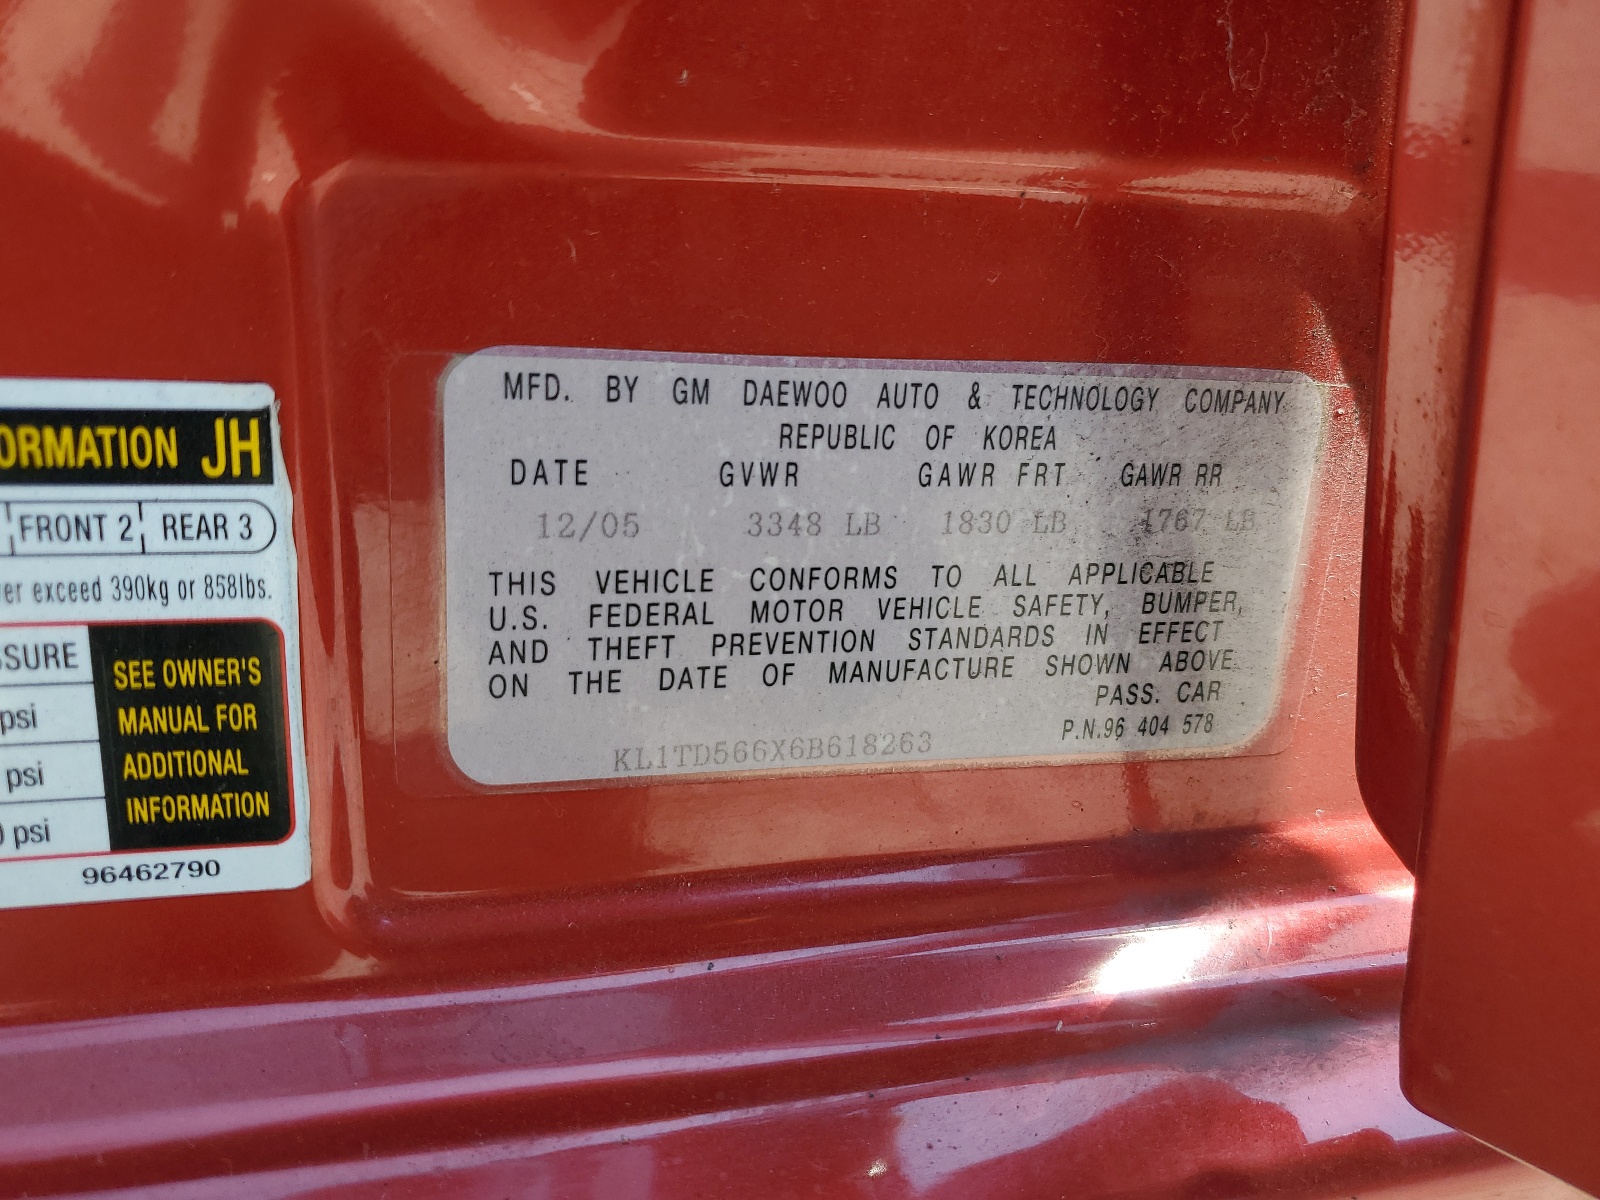 ORMATION JH
FRONT 2 REAR 3
er exceed 390kg or 858lbs.
SSURE
psi
psi
0 psi
SEE OWNER'S
MANUAL FOR
ADDITIONAL
INFORMATION
96462790
MFD. BY GM DAEWOO AUTO & TECHNOLOGY COMPANY
REPUBLIC OF KOREA
DATE GVWR GAWR FRT GAWR RR
12/05 3348 LB 1830 LB 1767 LB
THIS VEHICLE CONFORMS TO ALL APPLICABLE
U.S. FEDERAL MOTOR VEHICLE SAFETY, BUMPER,
AND THEFT PREVENTION STANDARDS IN EFFECT
ON THE DATE OF MANUFACTURE SHOWN ABOVE
PASS. CAR
P.N.96 404 578
KL1TD566X6B618263